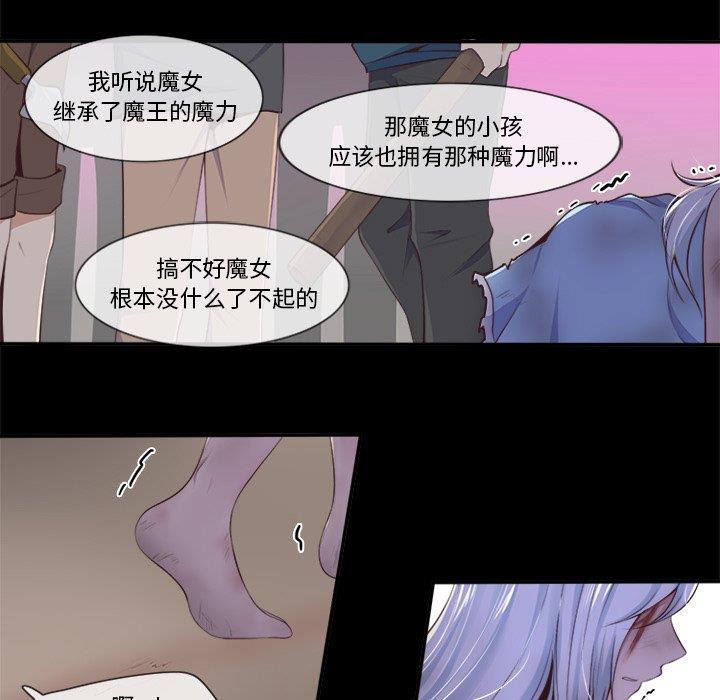 我听说魔女
继承了魔王的魔力
那魔女的小孩
应该也拥有那种魔力啊...
搞不好魔女
根本没什么了不起的